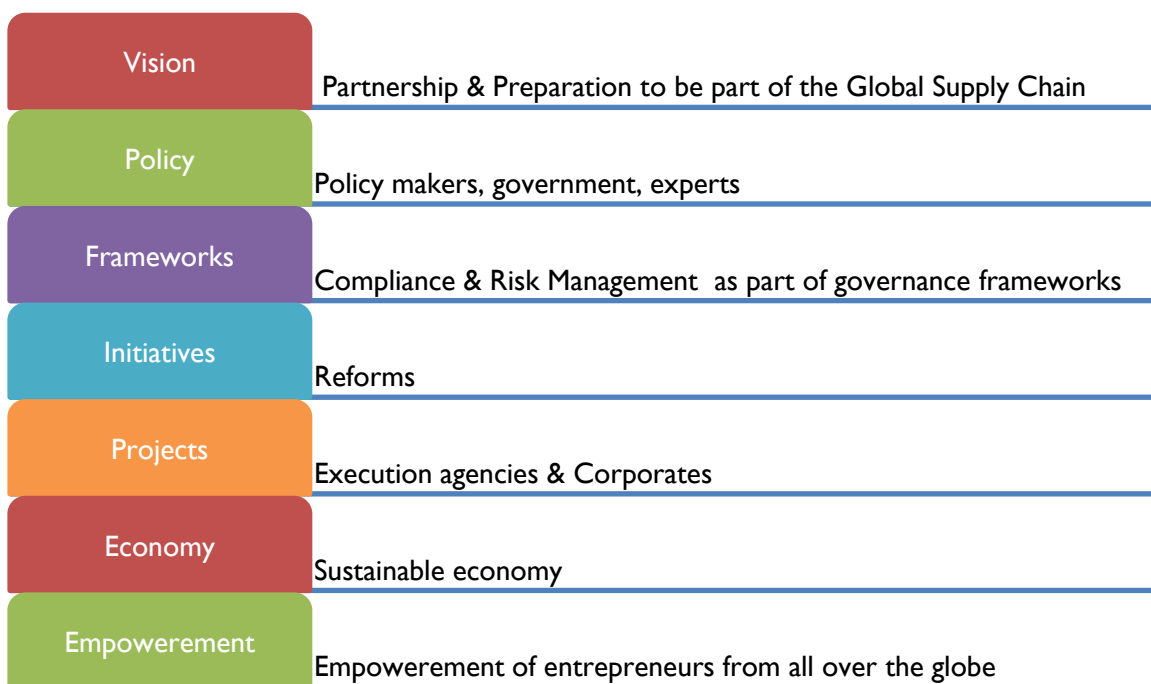 Vision
Partnership & Preparation to be part of the Global Supply Chain
Policy
Policy makers, government, experts
Frameworks
Compliance & Risk Management  as part of governance frameworks
Initiatives
Reforms
Projects
Execution agencies & Corporates
Economy
Sustainable economy
Empowerement
Empowerement of entrepreneurs from all over the globe